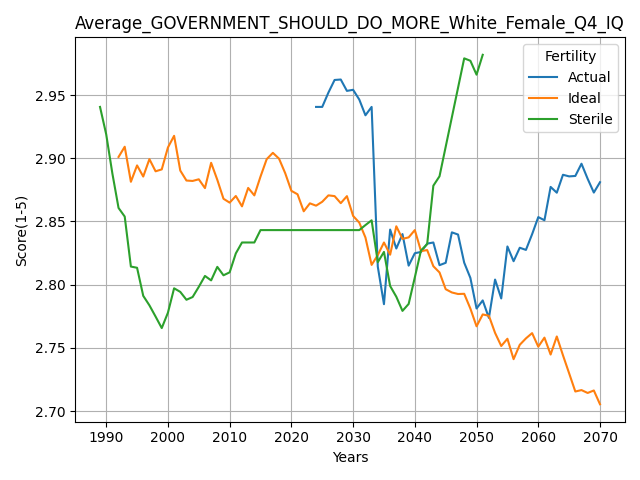 Average_GOVERNMENT_SHOULD_DO_MORE_White_Female_Q4_IQ
Fertility
Actual
Ideal
Sterile
Score(1-5)
2.95
2.90
2.85
2.80
2.75
2.70
1990 2000 2010 2020 2030 2040 2050 2060 2070
Years